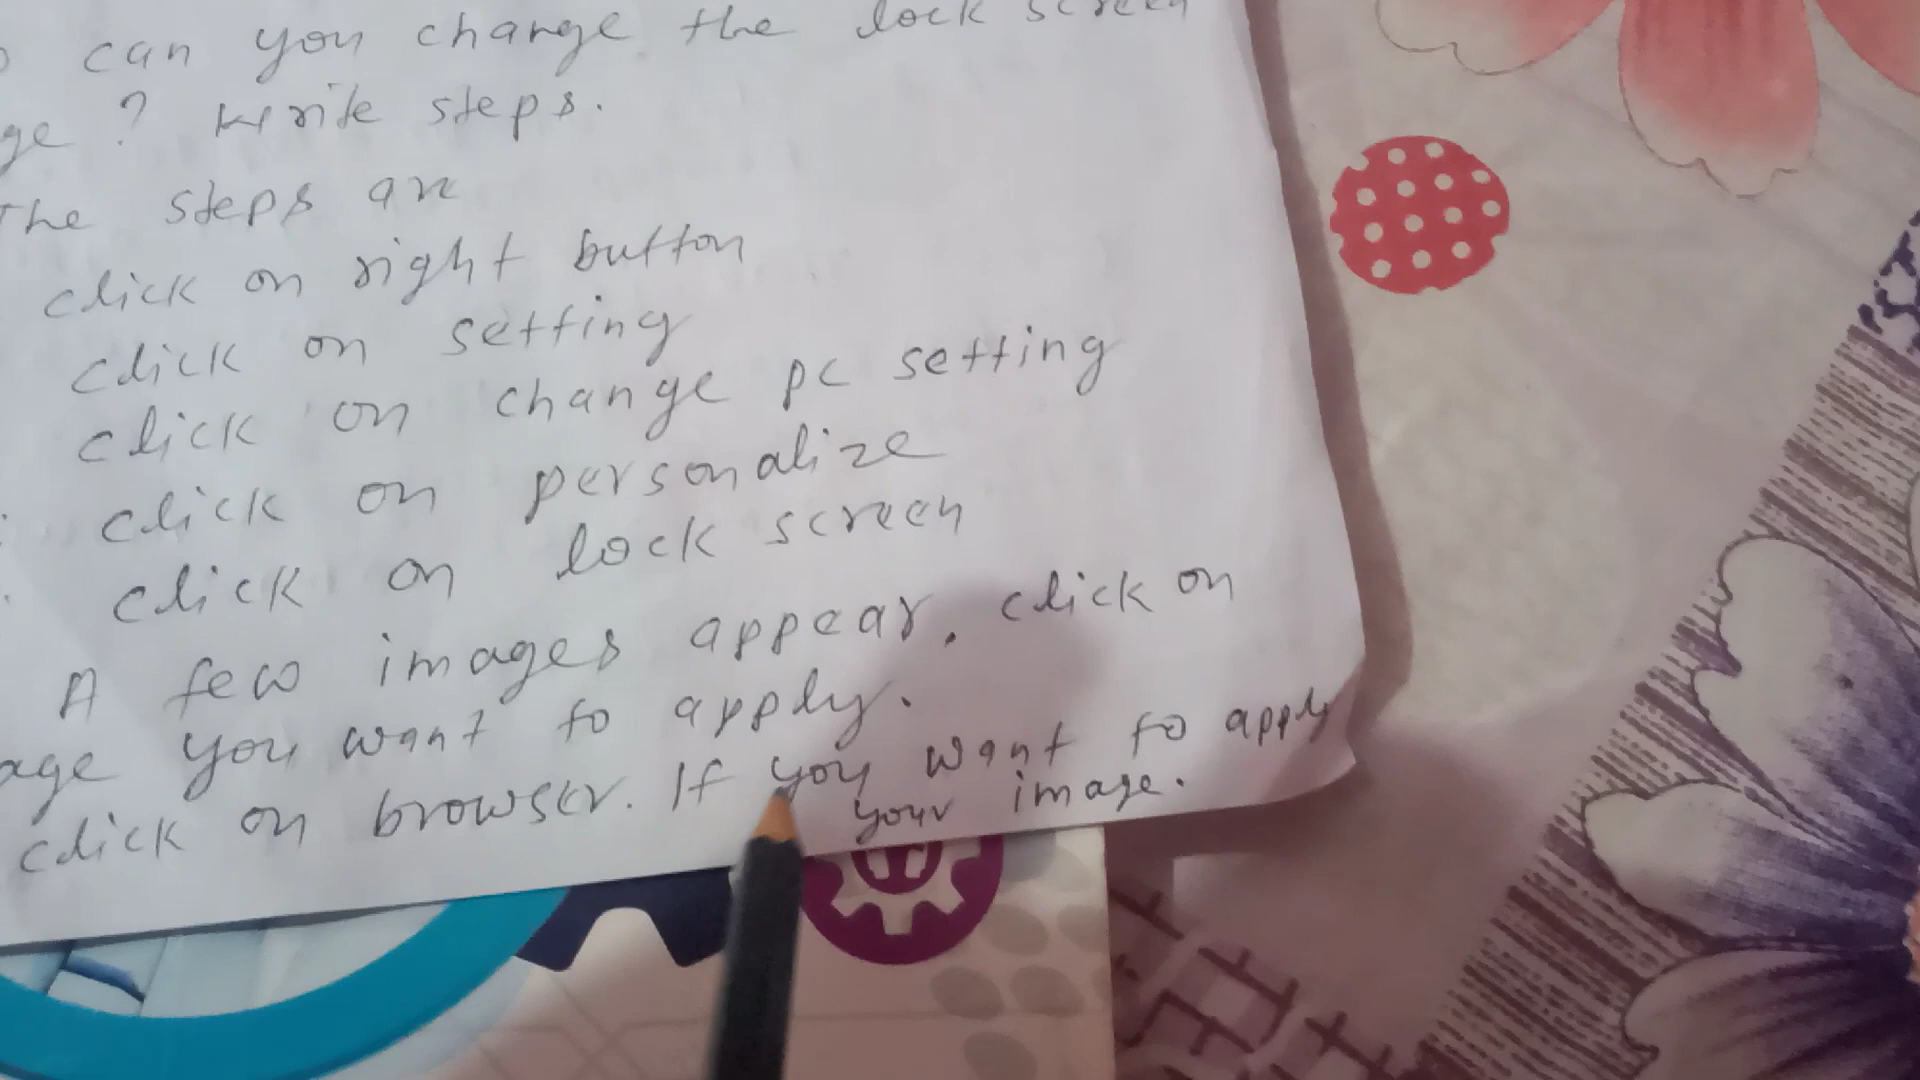 can you change the lock screen
ge ? Write steps.
The steps are
click on right button
click on setting
click on change pc setting
click on personalize
click on lock screen
A few images appear. click on
age you want to apply.
click on browser. If you want to apply
your image.